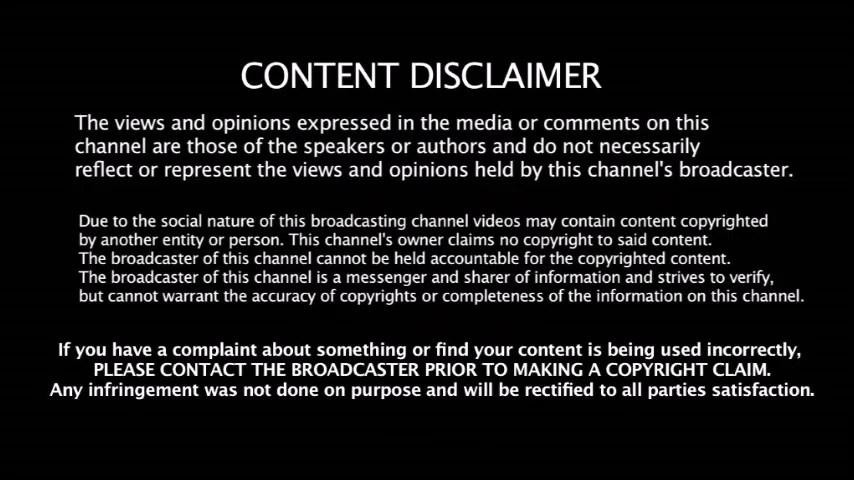 CONTENT DISCLAIMER
The views and opinions expressed in the media or comments on this
channel are those of the speakers or authors and do not necessarily
reflect or represent the views and opinions held by this channel's broadcaster.
Due to the social nature of this broadcasting channel videos may contain content copyrighted
by another entity or person. This channel's owner claims no copyright to said content.
The broadcaster of this channel cannot be held accountable for the copyrighted content.
The broadcaster of this channel is a messenger and sharer of information and strives to verify,
but cannot warrant the accuracy of copyrights or completeness of the information on this channel.
If you have a complaint about something or find your content is being used incorrectly,
PLEASE CONTACT THE BROADCASTER PRIOR TO MAKING A COPYRIGHT CLAIM.
Any infringement was not done on purpose and will be rectified to all parties satisfaction.